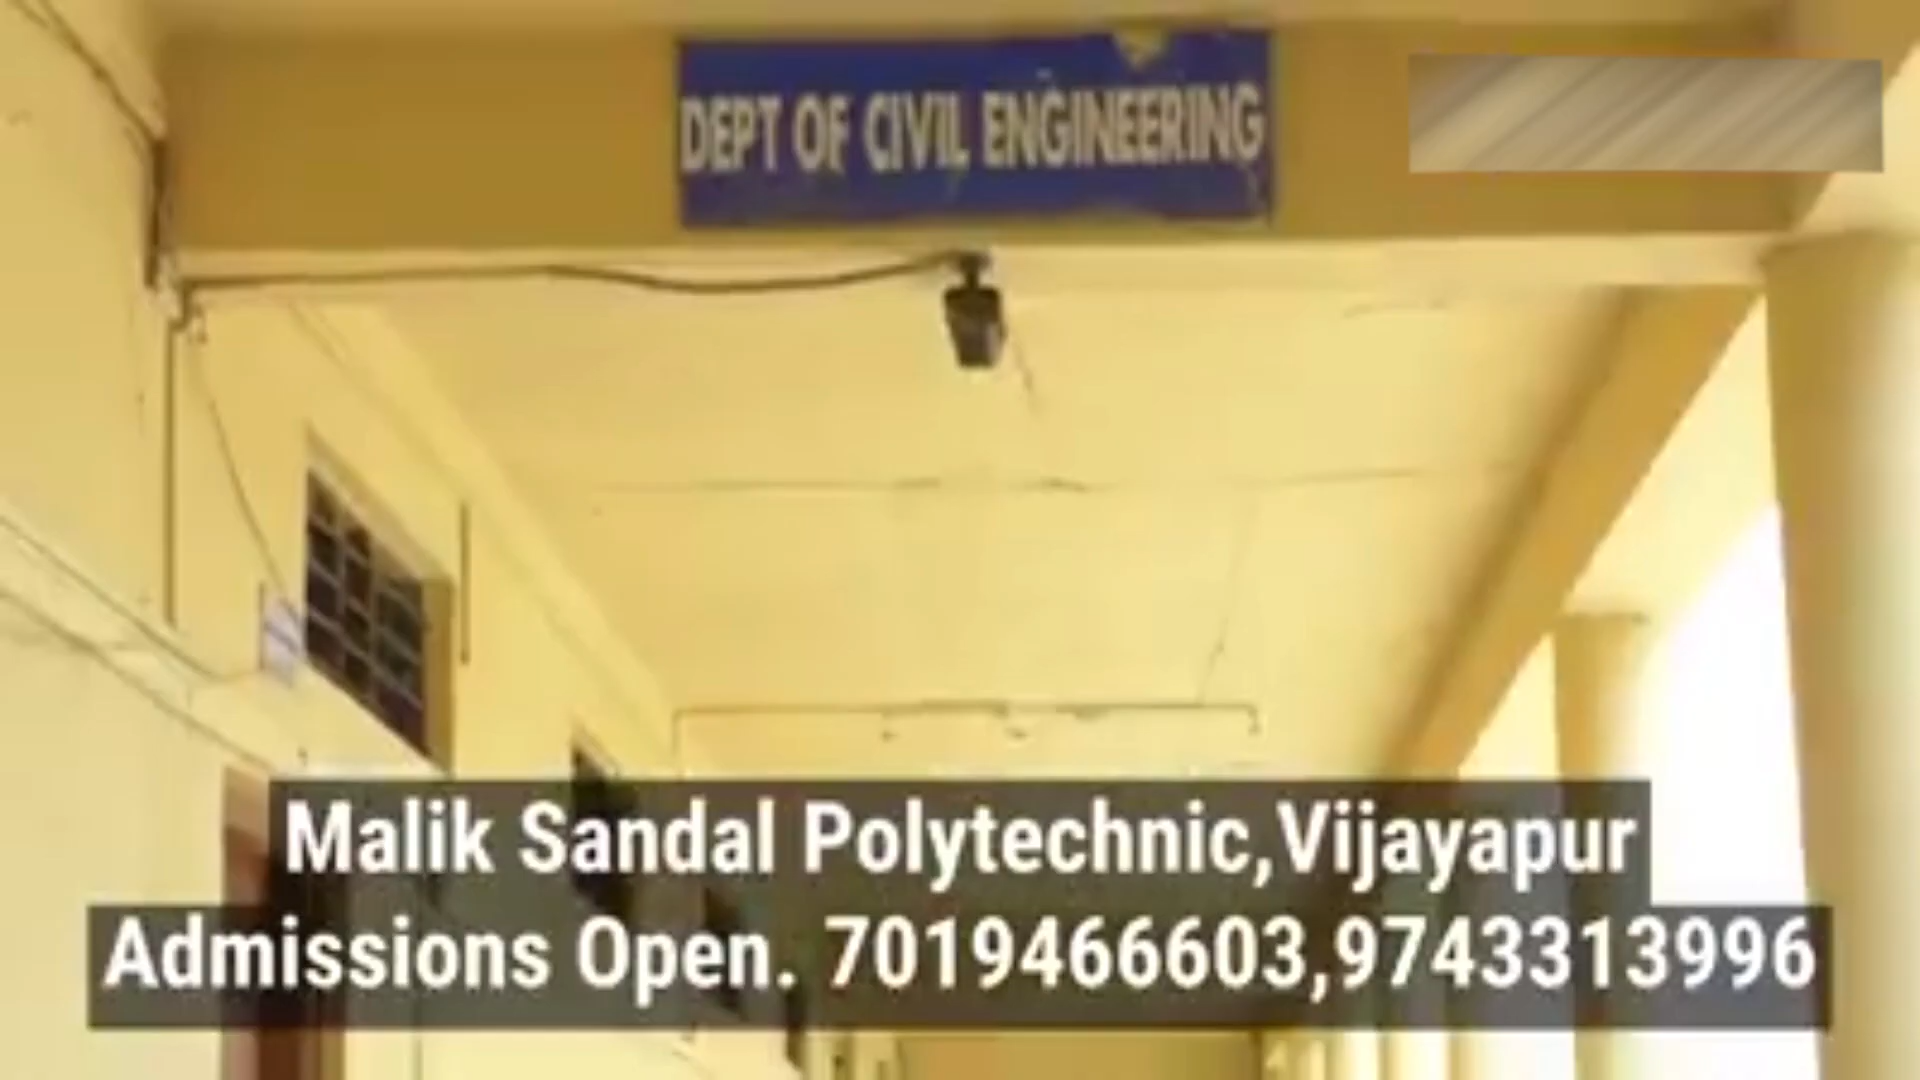 DEPT OF CIVIL ENGINEERING
Malik Sandal Polytechnic,Vijayapur
Admissions Open. 7019466603,9743313996